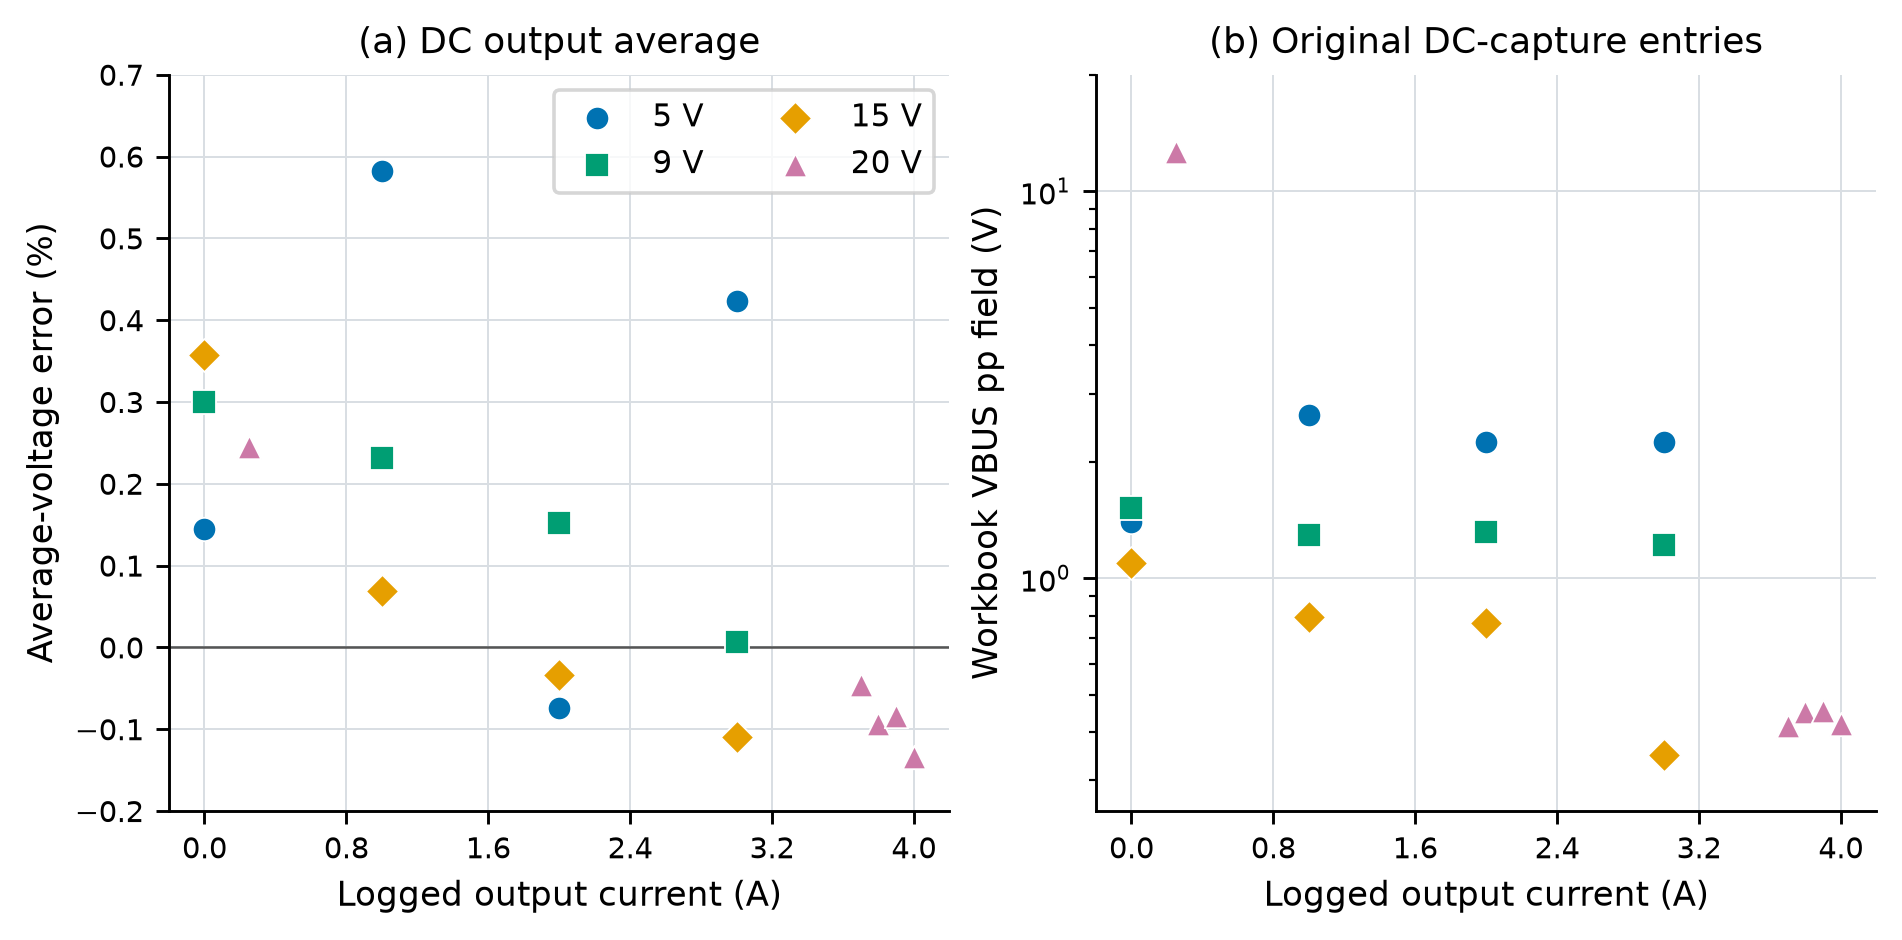 (a) DC output average
Average-voltage error (%)
0.7
0.6
0.5
0.4
0.3
0.2
0.1
0.0
−0.1
−0.2
5 V
15 V
9 V
20 V
0.0 0.8 1.6 2.4 3.2 4.0
Logged output current (A)
(b) Original DC-capture entries
Workbook VBUS pp field (V)
10¹
10⁰
0.0 0.8 1.6 2.4 3.2 4.0
Logged output current (A)